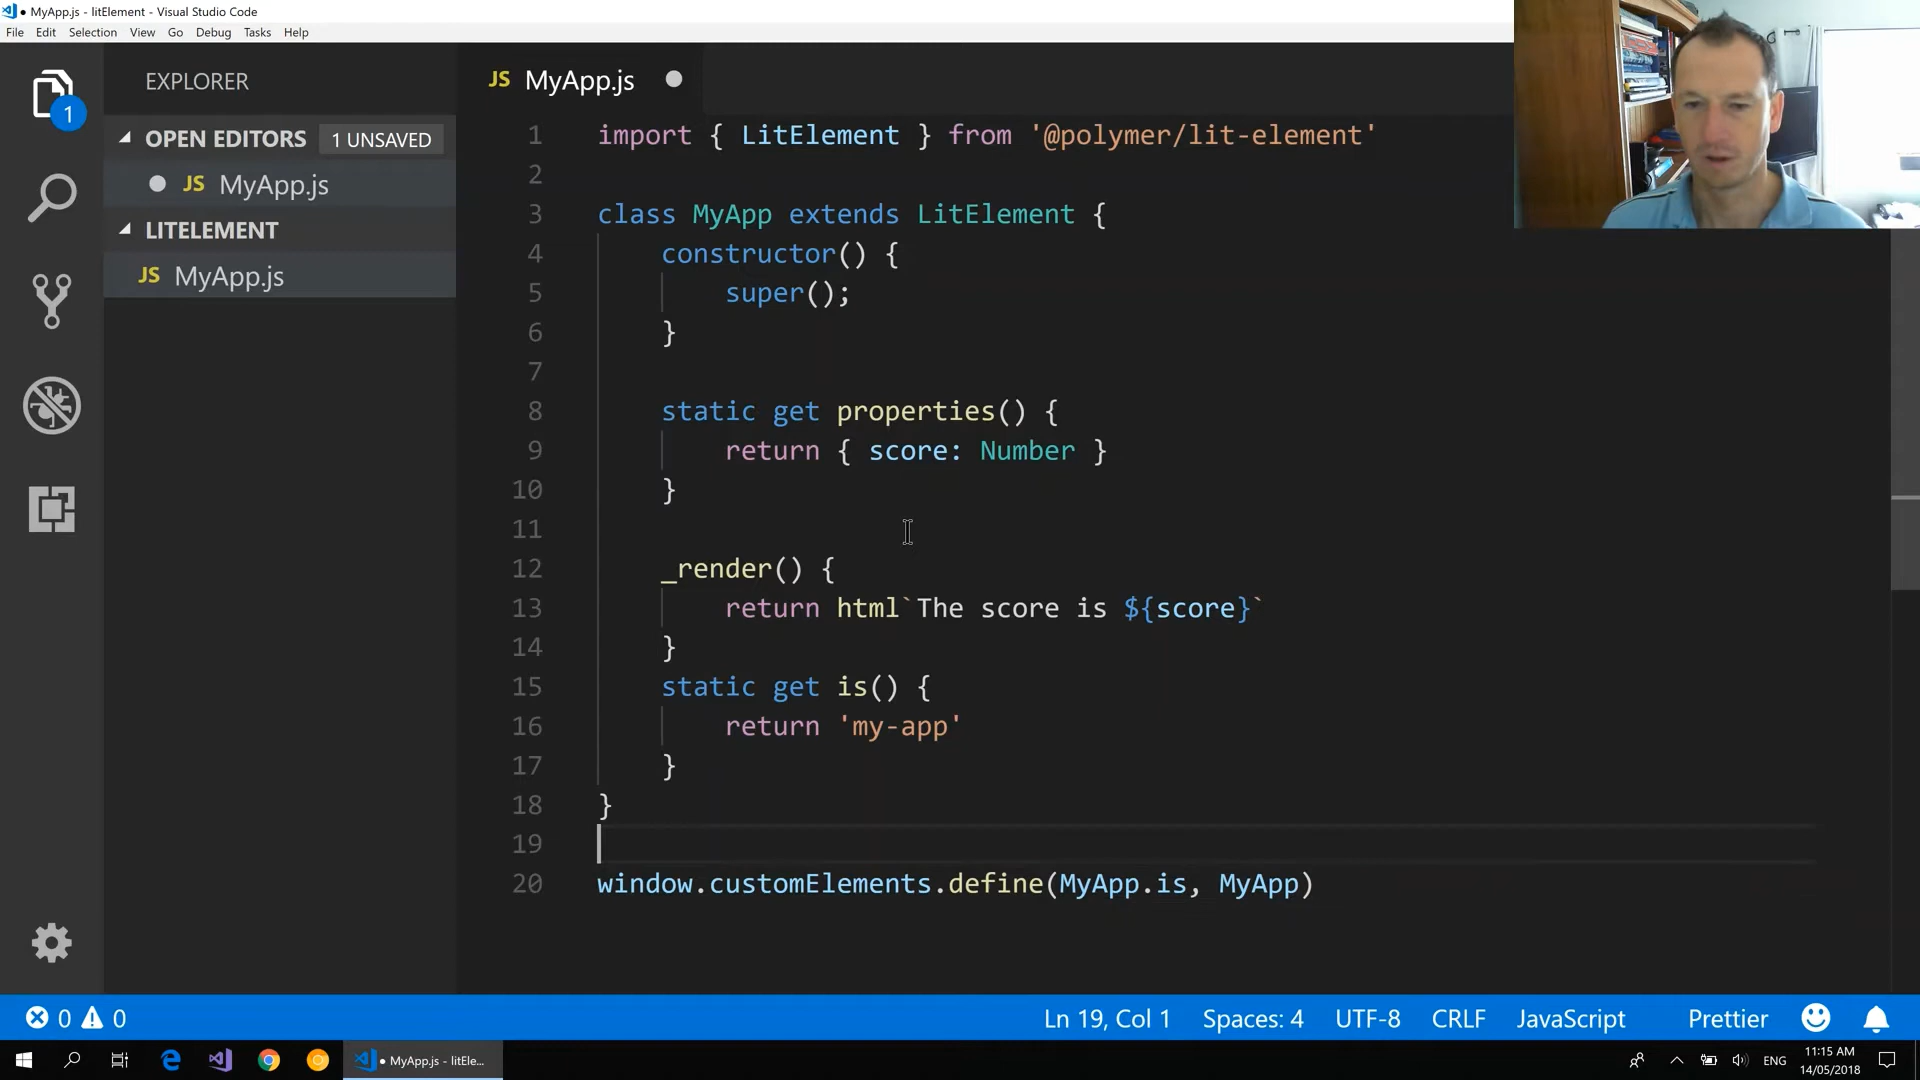 MyApp.js - litElement - Visual Studio Code
File Edit Selection View Go Debug Tasks Help
1
EXPLORER
OPEN EDITORS 1 UNSAVED
JS MyApp.js
LITELEMENT
JS MyApp.js
JS MyApp.js
1 import { LitElement } from '@polymer/lit-element'
2
3 class MyApp extends LitElement {
4 constructor() {
5 super();
6 }
7
8 static get properties() {
9 return { score: Number }
10 }
11
12 _render() {
13 return html`The score is ${score}`
14 }
15 static get is() {
16 return 'my-app'
17 }
18 }
19
20 window.customElements.define(MyApp.is, MyApp)
0 0 Ln 19, Col 1 Spaces: 4 UTF-8 CRLF JavaScript Prettier
MyApp.js - litEle... ENG 11:15 AM
14/05/2018